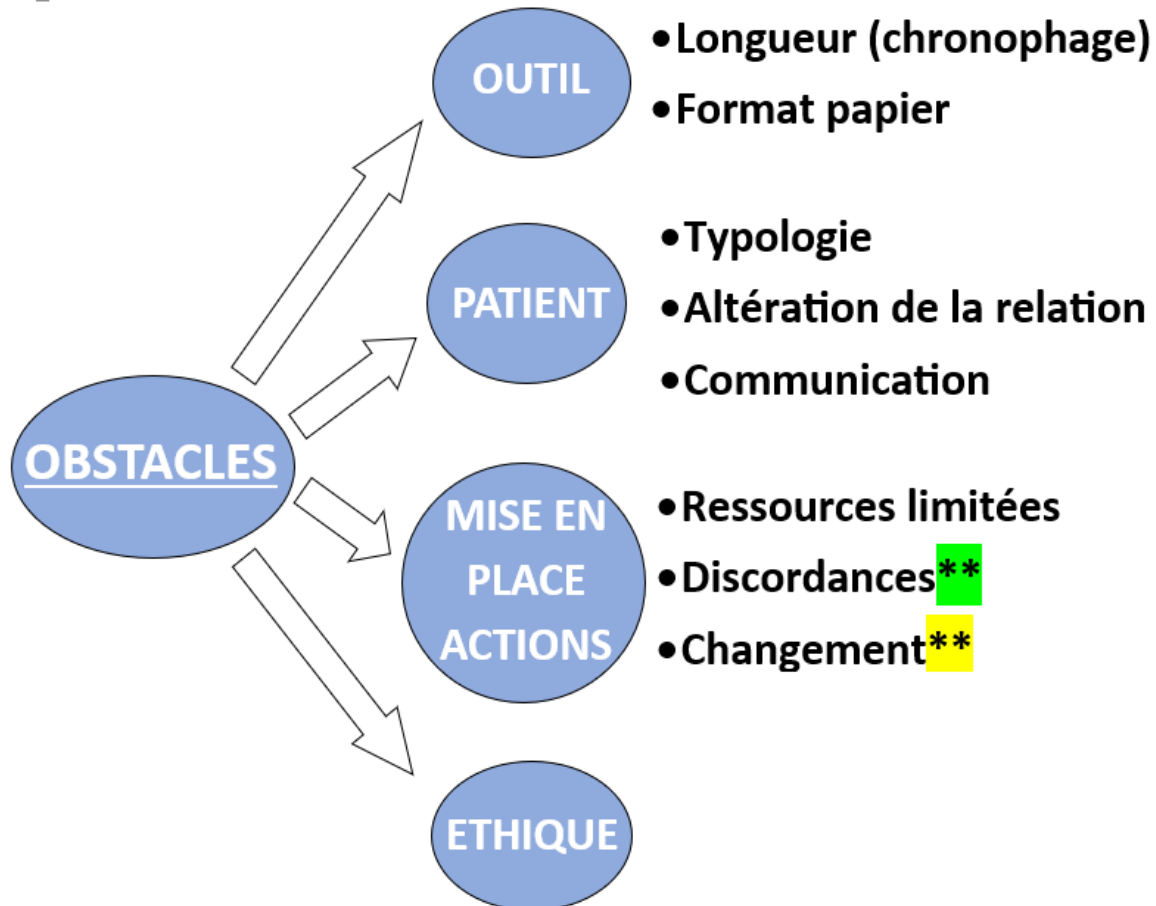 OUTIL
•Longueur (chronophage)
•Format papier
PATIENT
•Typologie
•Altération de la relation
•Communication
OBSTACLES
MISE EN
PLACE
ACTIONS
•Ressources limitées
•Discordances**
•Changement**
ETHIQUE